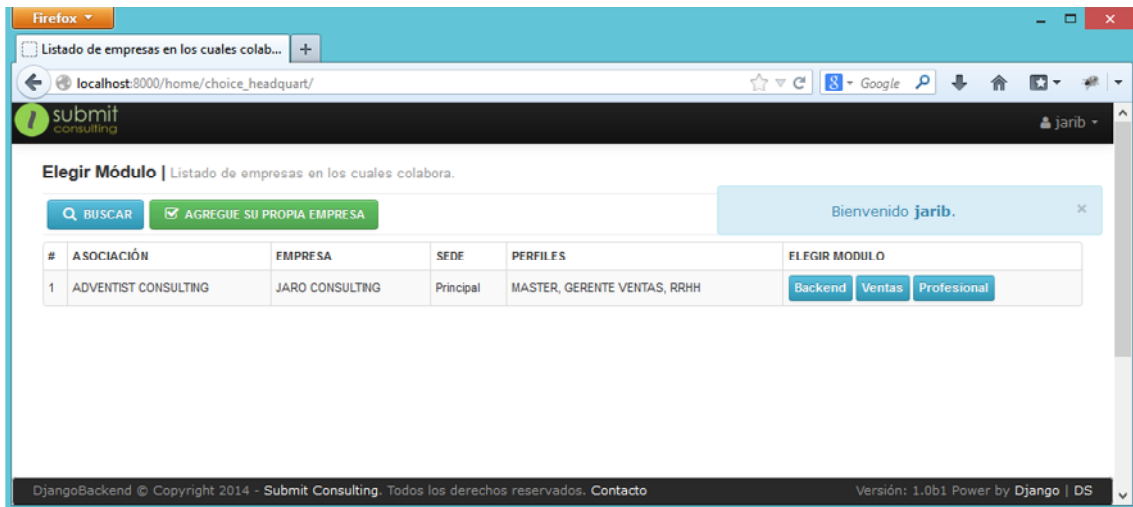 Firefox
Listado de empresas en los cuales colab...
localhost:8000/home/choice_headquart/
Google
submit
consulting
jarib
Elegir Módulo | Listado de empresas en los cuales colabora.
BUSCAR AGREGUE SU PROPIA EMPRESA
Bienvenido jarib. ×
# ASOCIACIÓN EMPRESA SEDE PERFILES ELEGIR MODULO
1 ADVENTIST CONSULTING JARO CONSULTING Principal MASTER, GERENTE VENTAS, RRHH Backend Ventas Profesional
DjangoBackend © Copyright 2014 - Submit Consulting. Todos los derechos reservados. Contacto Versión: 1.0b1 Power by Django | DS